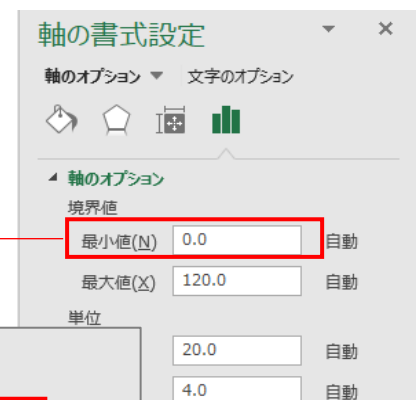 軸の書式設定
軸のオプション 文字のオプション
軸のオプション
境界値
最小値(N) 0.0 自動
最大値(X) 120.0 自動
単位
20.0 自動
4.0 自動